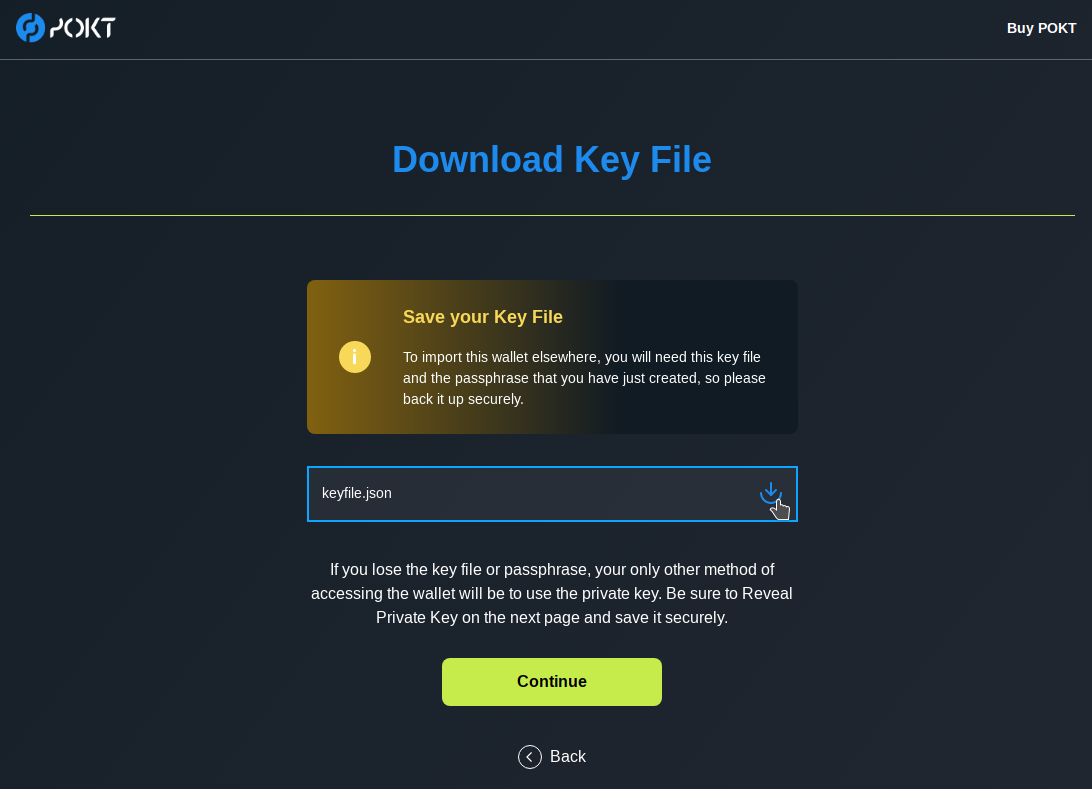 POKT
Buy POKT
Download Key File
Save your Key File
To import this wallet elsewhere, you will need this key file
and the passphrase that you have just created, so please
back it up securely.
keyfile.json
If you lose the key file or passphrase, your only other method of
accessing the wallet will be to use the private key. Be sure to Reveal
Private Key on the next page and save it securely.
Continue
Back